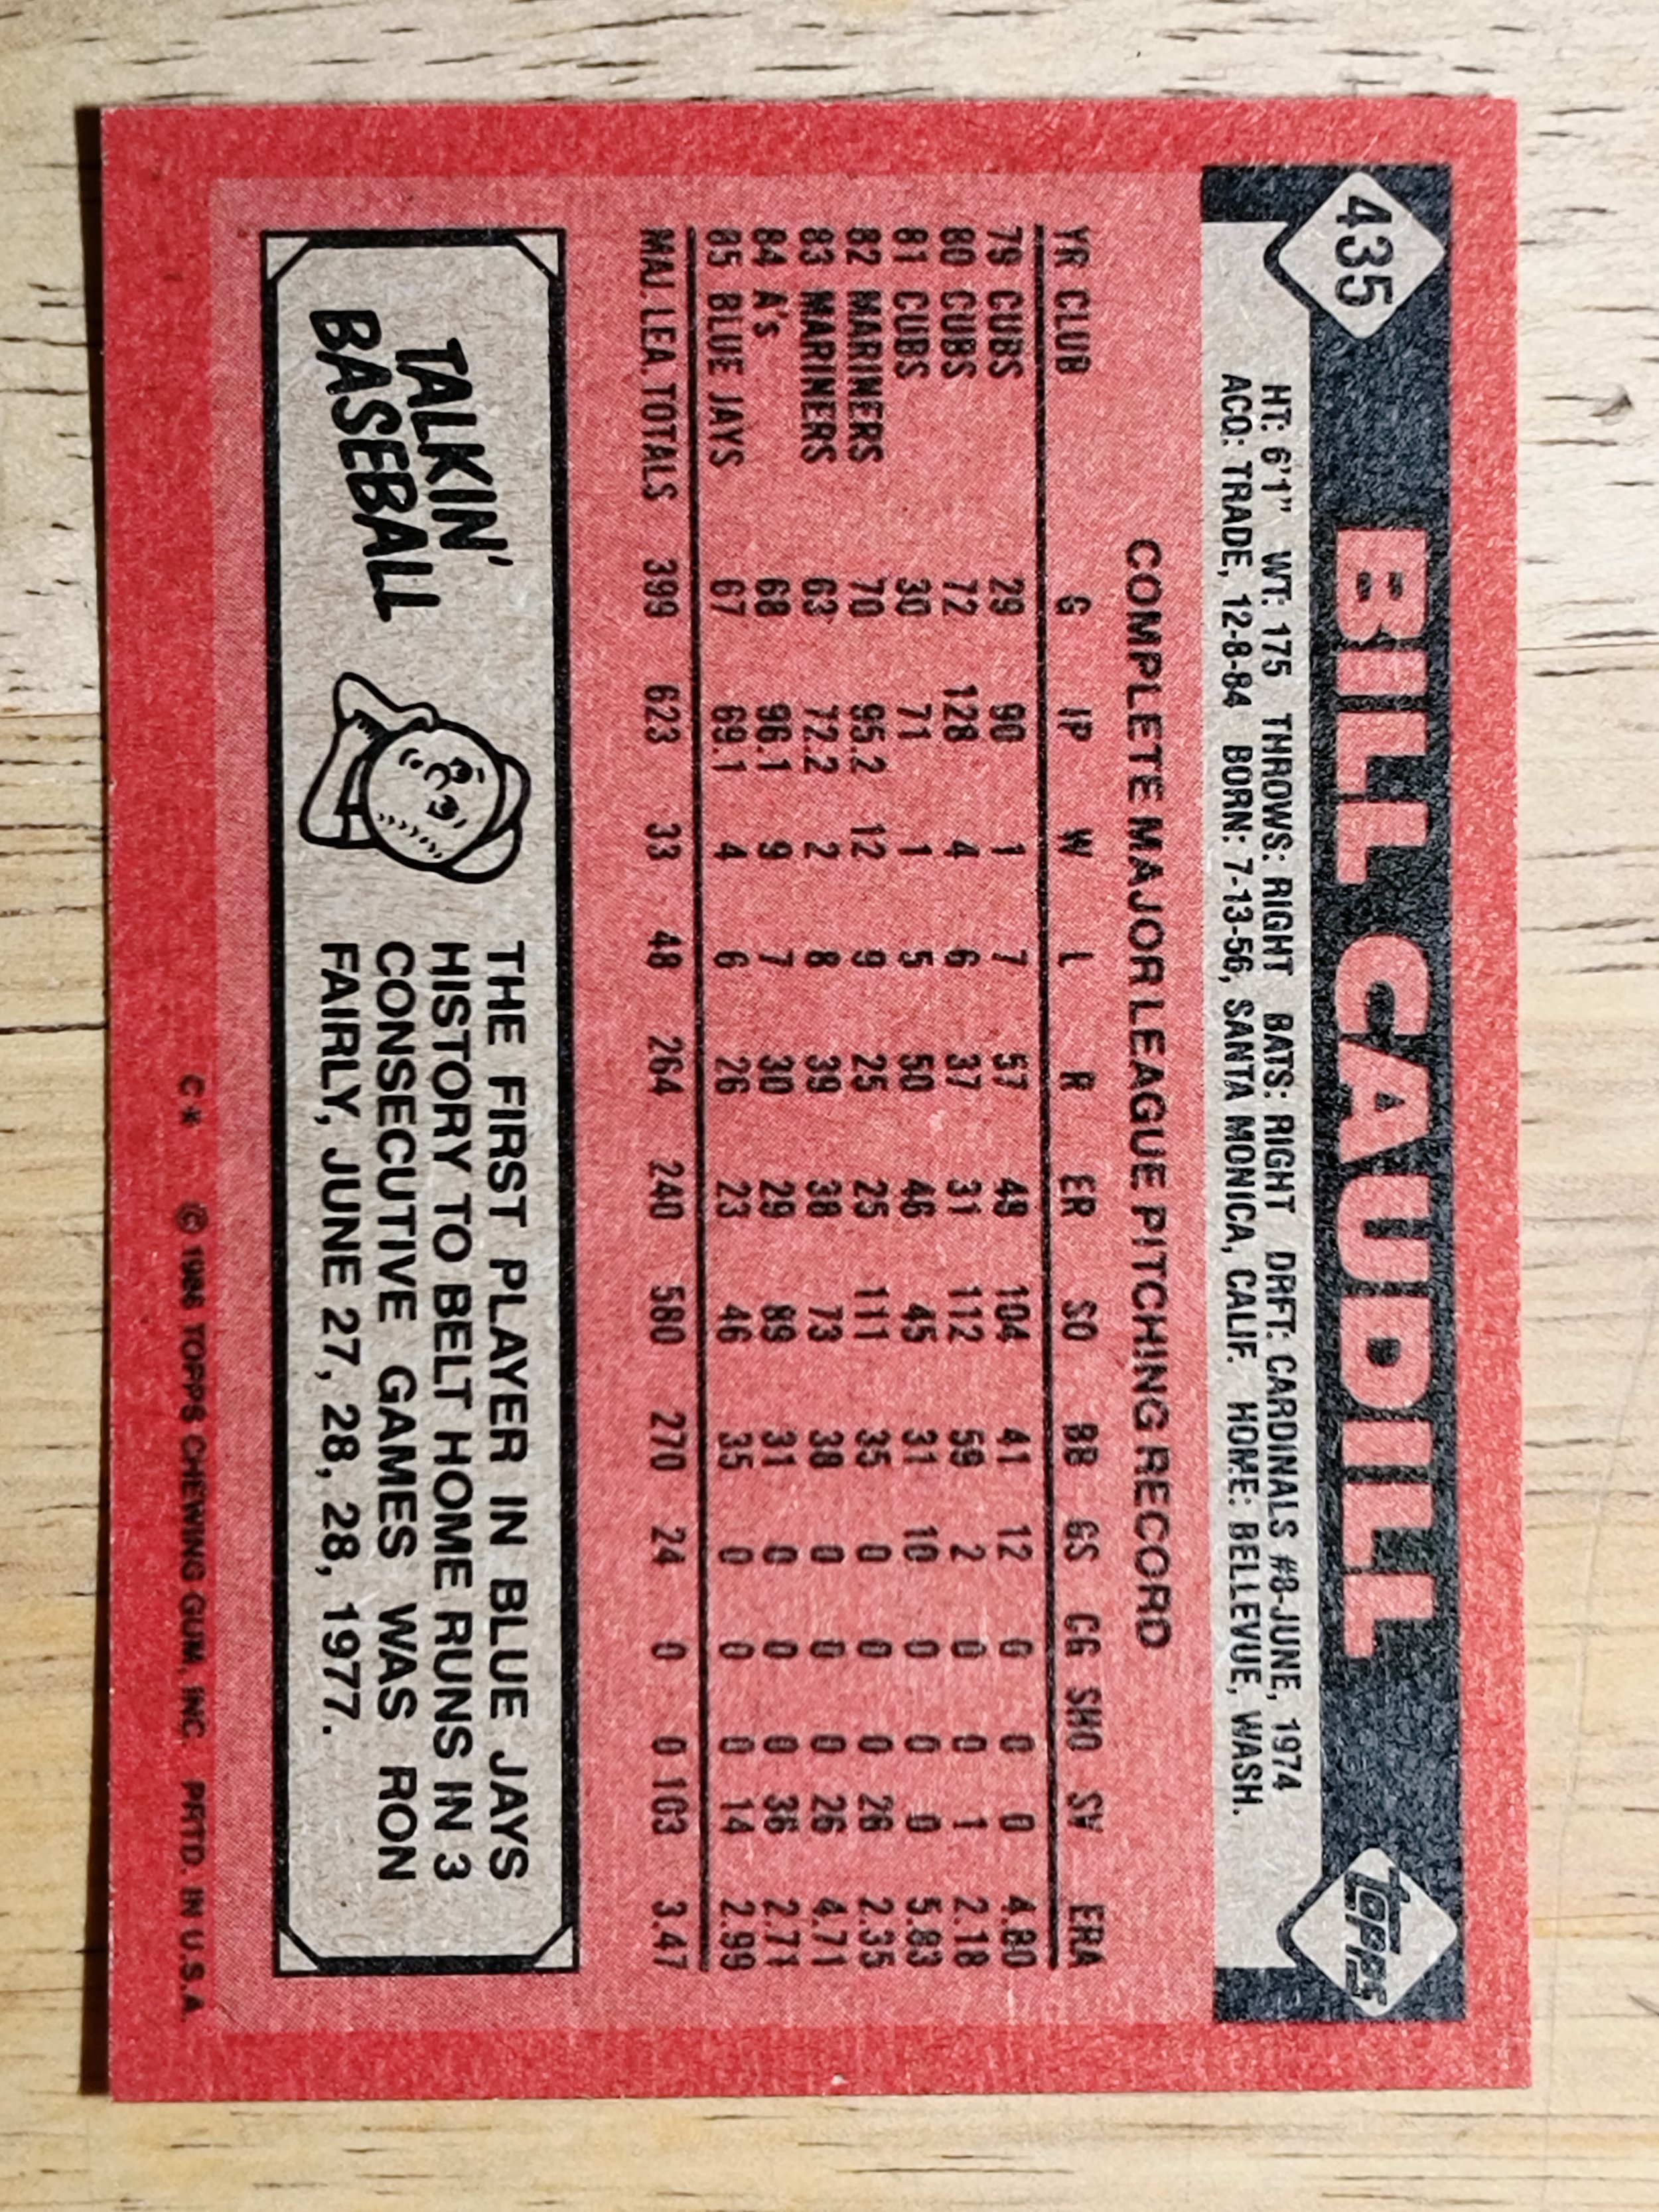 435 BILL CAUDILL topps
HT: 6'1" WT: 175 THROWS: RIGHT BATS: RIGHT DRFT: CARDINALS #8-JUNE, 1974
ACQ: TRADE, 12-8-84 BORN: 7-13-56, SANTA MONICA, CALIF. HOME: BELLEVUE, WASH.
COMPLETE MAJOR LEAGUE PITCHING RECORD
YR CLUB G IP W L R ER SO BB GS CG SHO SV ERA
79 CUBS 29 90 1 7 57 48 104 41 12 0 0 0 4.80
80 CUBS 72 128 4 6 37 31 112 59 2 0 0 1 2.18
81 CUBS 30 71 1 5 50 46 45 31 10 0 0 0 5.83
82 MARINERS 70 95.2 12 9 25 25 111 35 0 0 0 26 2.35
83 MARINERS 63 72.2 2 8 39 38 73 38 0 0 0 26 4.71
84 A's 68 96.1 9 7 30 29 89 31 0 0 0 36 2.71
85 BLUE JAYS 67 69.1 4 6 26 23 46 35 0 0 0 14 2.99
MAJ. LEA. TOTALS 399 623 33 48 264 240 580 270 24 0 0 103 3.47
TALKIN'
BASEBALL
THE FIRST PLAYER IN BLUE JAYS
HISTORY TO BELT HOME RUNS IN 3
CONSECUTIVE GAMES WAS RON
FAIRLY, JUNE 27, 28, 28, 1977.
C* © 1986 TOPPS CHEWING GUM, INC. PRTD. IN U.S.A.